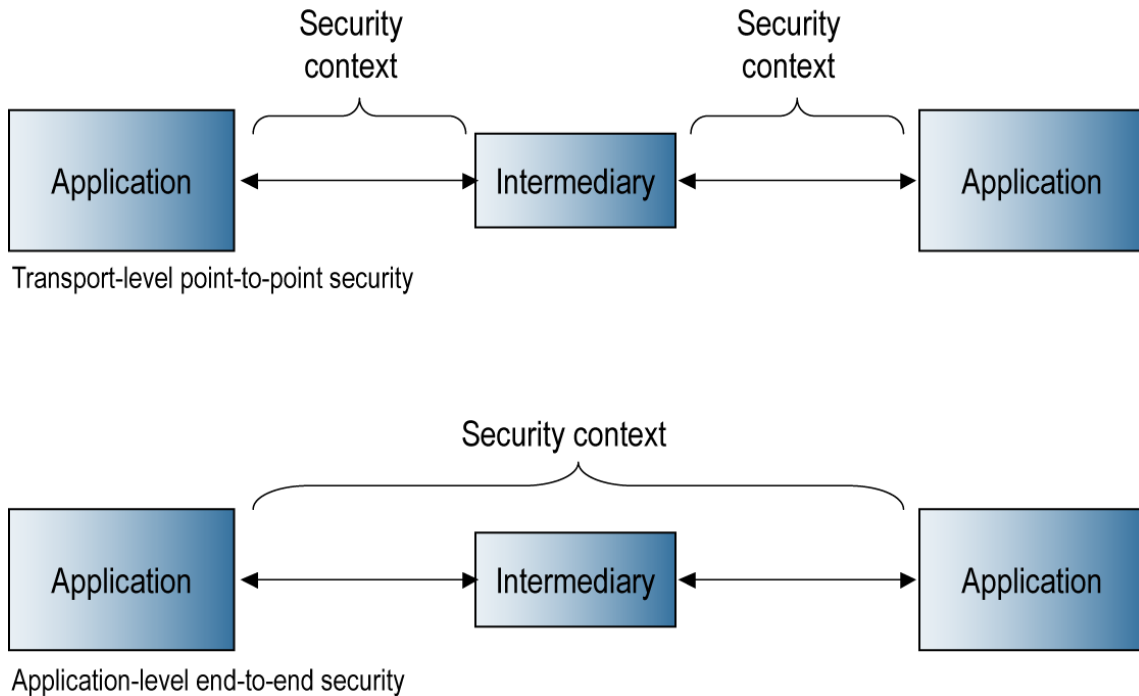 Security
context
Security
context
Application
Intermediary
Application
Transport-level point-to-point security
Security context
Application
Intermediary
Application
Application-level end-to-end security